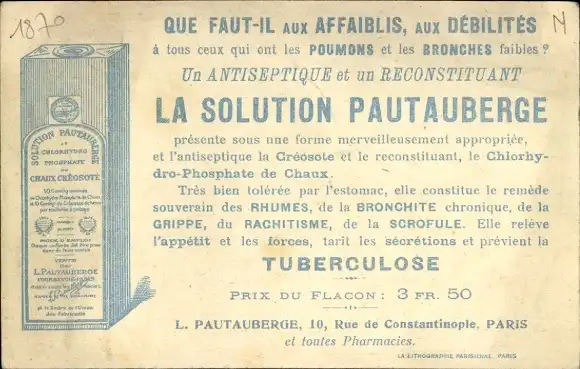 1870
N
QUE FAUT-IL AUX AFFAIBLIS, AUX DÉBILITÉS
à tous ceux qui ont les POUMONS et les BRONCHES faibles ?
Un ANTISEPTIQUE et un RECONSTITUANT
LA SOLUTION PAUTAUBERGE
présente sous une forme merveilleusement appropriée,
et l'antiseptique la Créosote et le reconstituant, le Chlorhy-
dro-Phosphate de Chaux.
Très bien tolérée par l'estomac, elle constitue le remède
souverain des RHUMES, de la BRONCHITE chronique, de la
GRIPPE, du RACHITISME, de la SCROFULE. Elle relève
l'appétit et les forces, tarit les sécrétions et prévient la
TUBERCULOSE
PRIX DU FLACON : 3 FR. 50
L. PAUTAUBERGE, 10, Rue de Constantinople, PARIS
et toutes Pharmacies.
LA LITHOGRAPHIE PARISIENNE, PARIS
SOLUTION PAUTAUBERGE
AU
CHLORHYDRO
PHOSPHATE
DE
CHAUX CRÉOSOTÉ
MODE D'EMPLOI
VENTE
L. PAUTAUBERGE